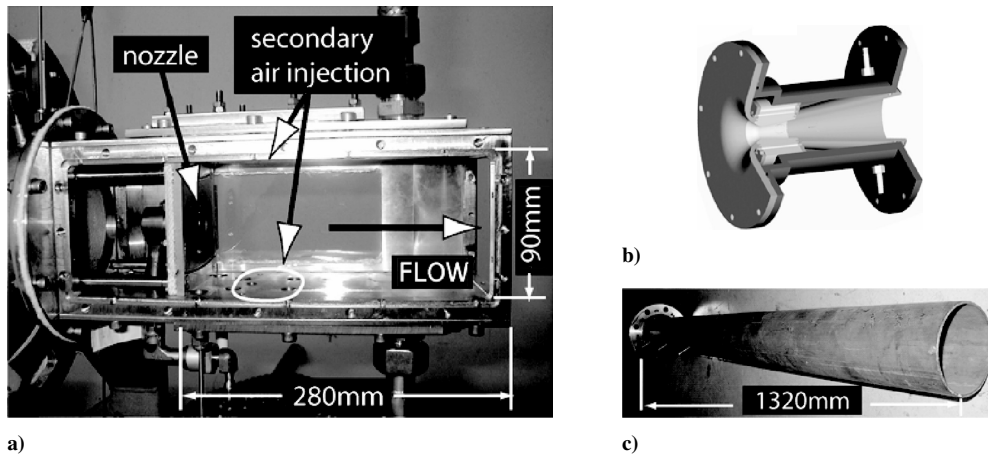 nozzle
secondary
air injection
FLOW
90mm
280mm
a)
b)
1320mm
c)